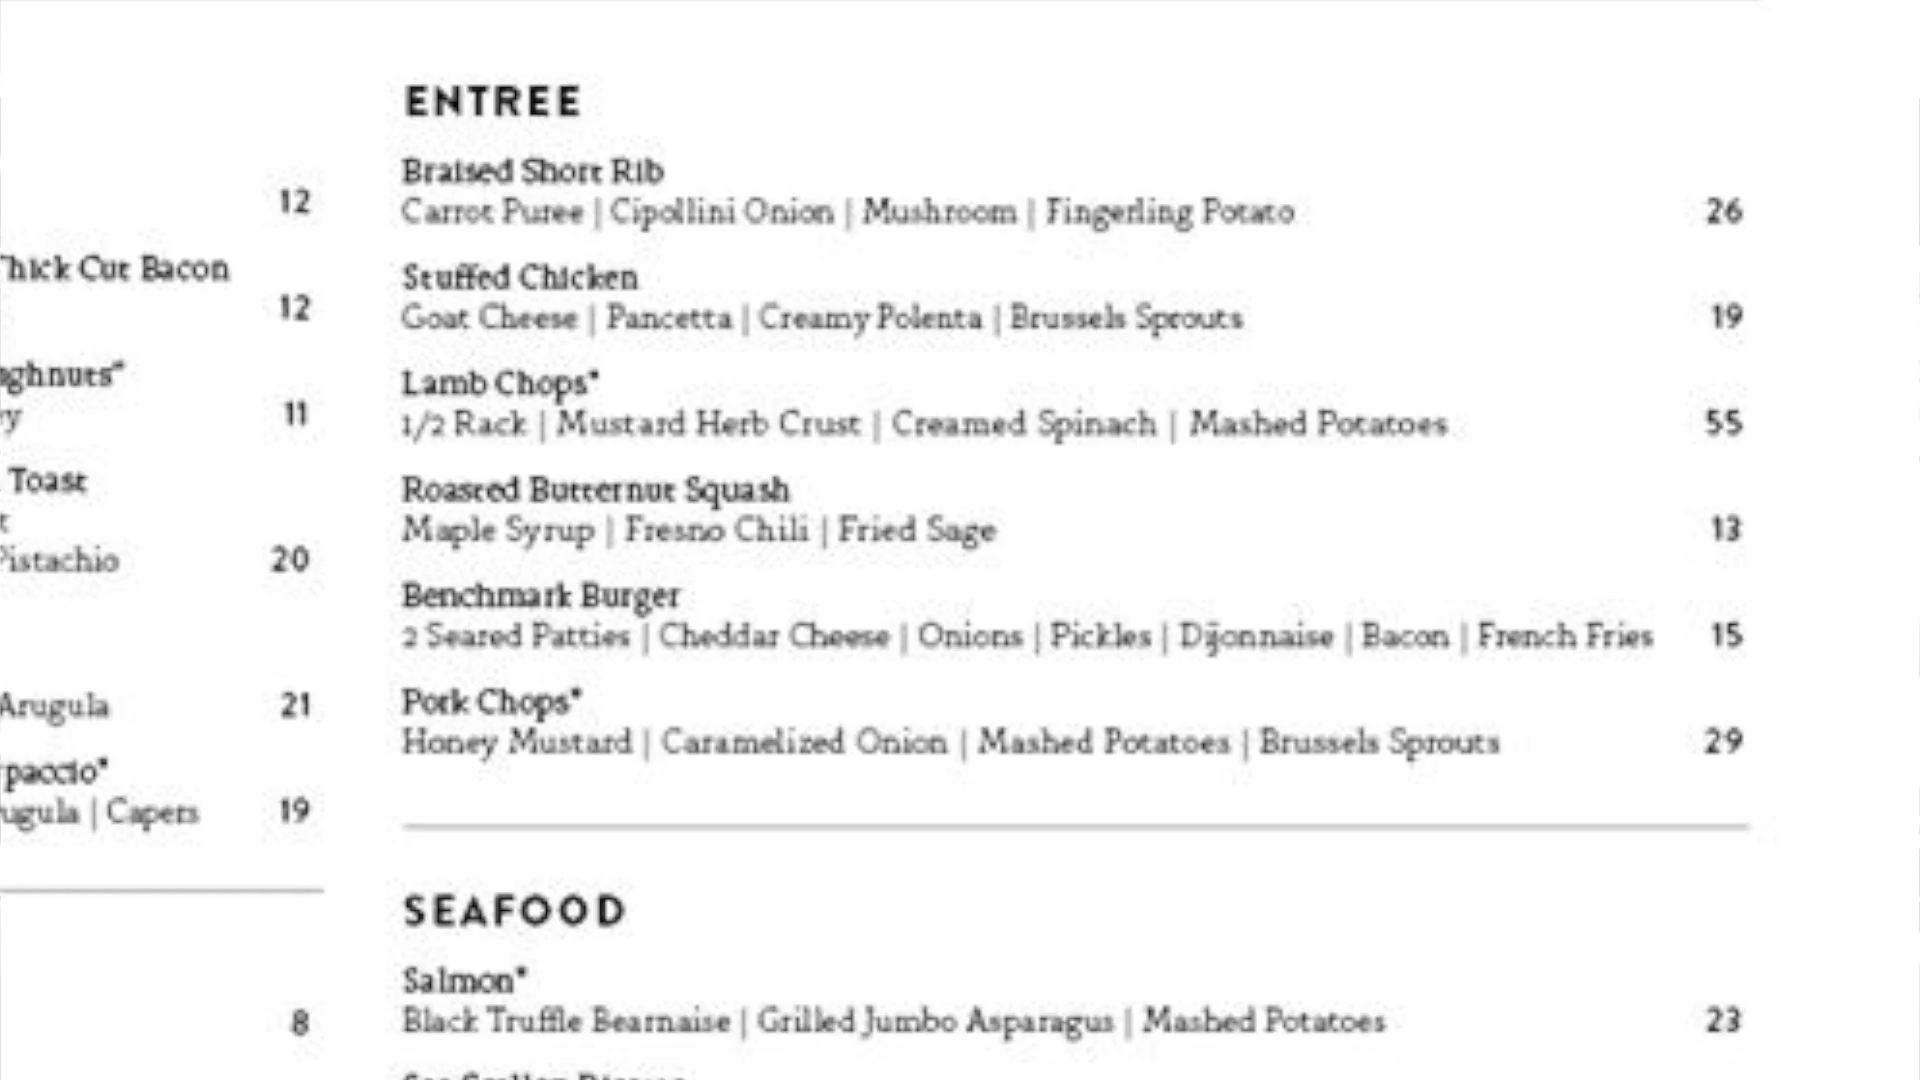 12
Thick Cut Bacon
12
11
Toast
Pistachio
20
Arugula
21
| Capers
19
8
ENTREE
Braised Short Rib
Carrot Puree | Cipollini Onion | Mushroom | Fingerling Potato 26
Stuffed Chicken
Goat Cheese | Pancetta | Creamy Polenta | Brussels Sprouts 19
Lamb Chops*
1/2 Rack | Mustard Herb Crust | Creamed Spinach | Mashed Potatoes 55
Roasted Butternut Squash
Maple Syrup | Fresno Chili | Fried Sage 13
Benchmark Burger
2 Seared Patties | Cheddar Cheese | Onions | Pickles | Dijonnaise | Bacon | French Fries 15
Pork Chops*
Honey Mustard | Caramelized Onion | Mashed Potatoes | Brussels Sprouts 29
SEAFOOD
Salmon*
Black Truffle Bearnaise | Grilled Jumbo Asparagus | Mashed Potatoes 23